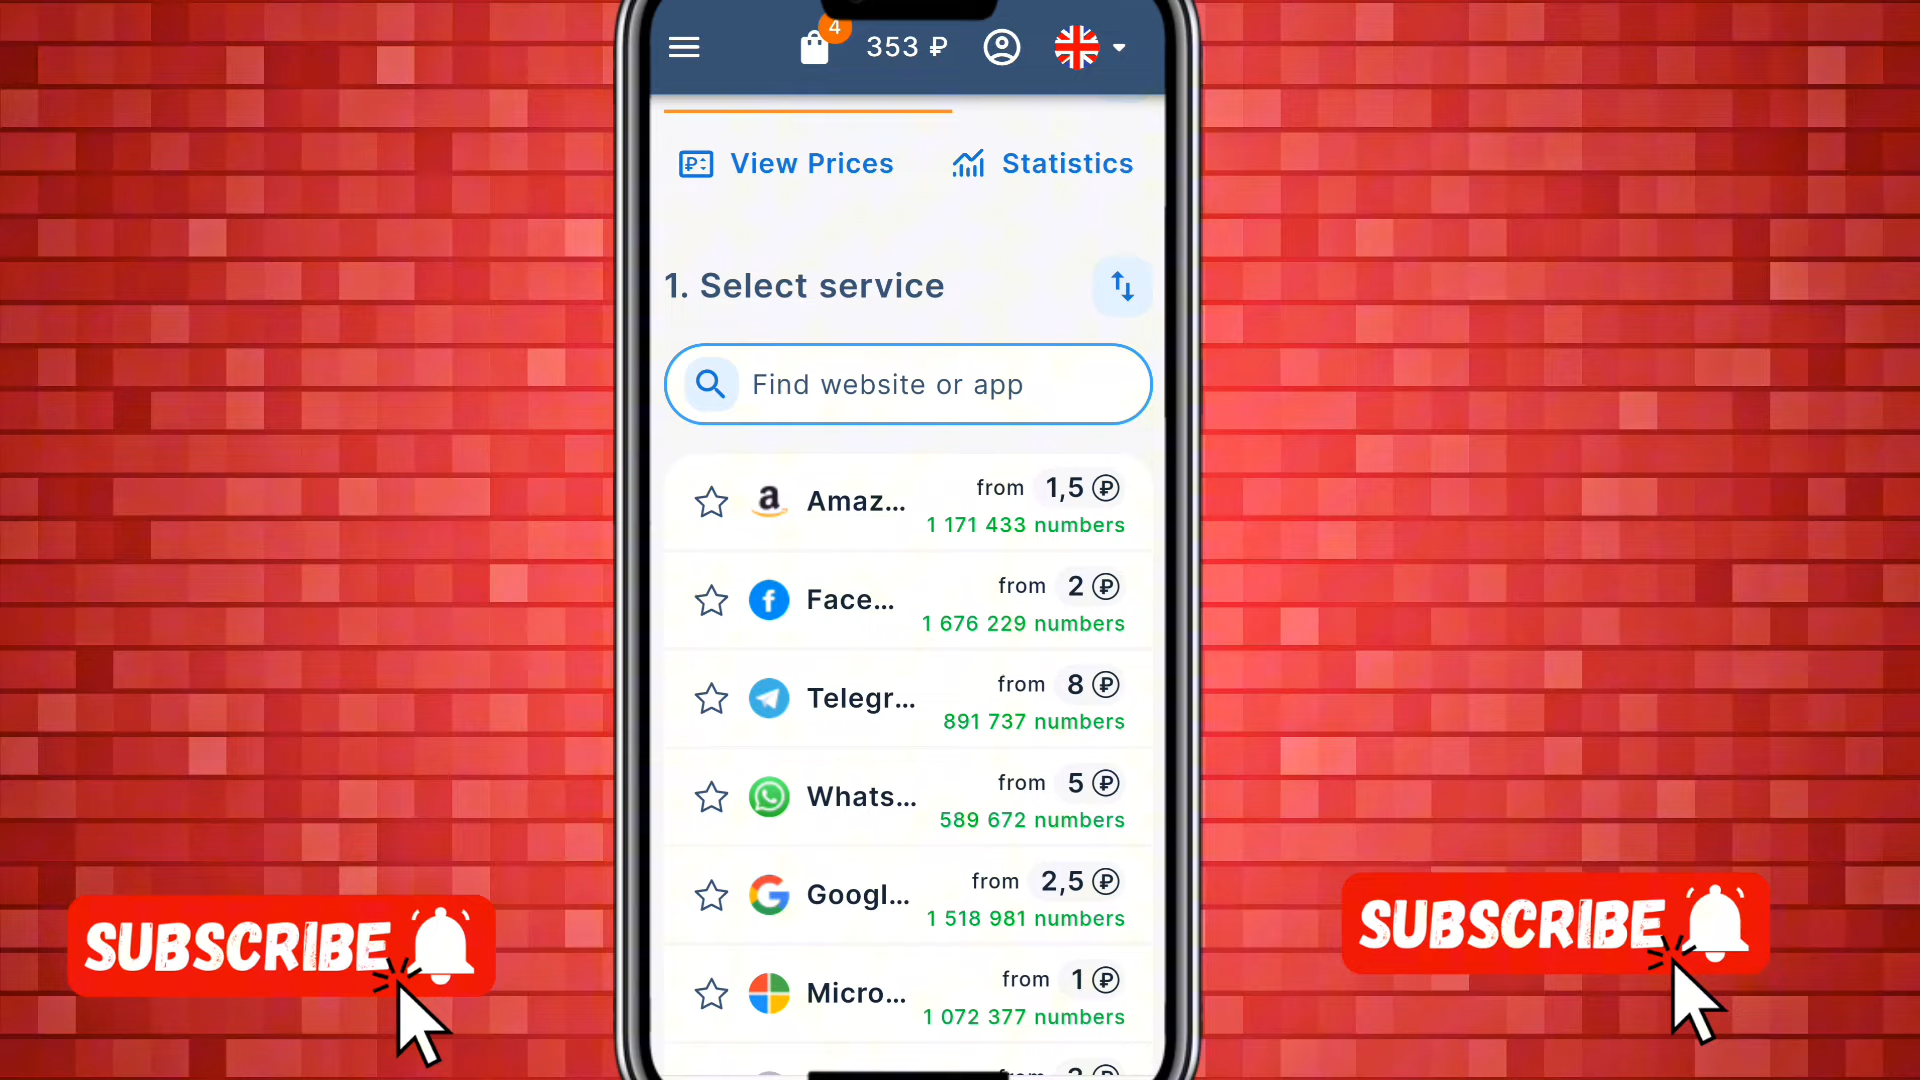 4
353 ₽
View Prices
Statistics
1. Select service
Find website or app
Amaz...
from 1,5 ₽
1 171 433 numbers
Face...
from 2 ₽
1 676 229 numbers
Telegr...
from 8 ₽
891 737 numbers
Whats...
from 5 ₽
589 672 numbers
Googl...
from 2,5 ₽
1 518 981 numbers
Micro...
from 1 ₽
1 072 377 numbers
SUBSCRIBE
SUBSCRIBE